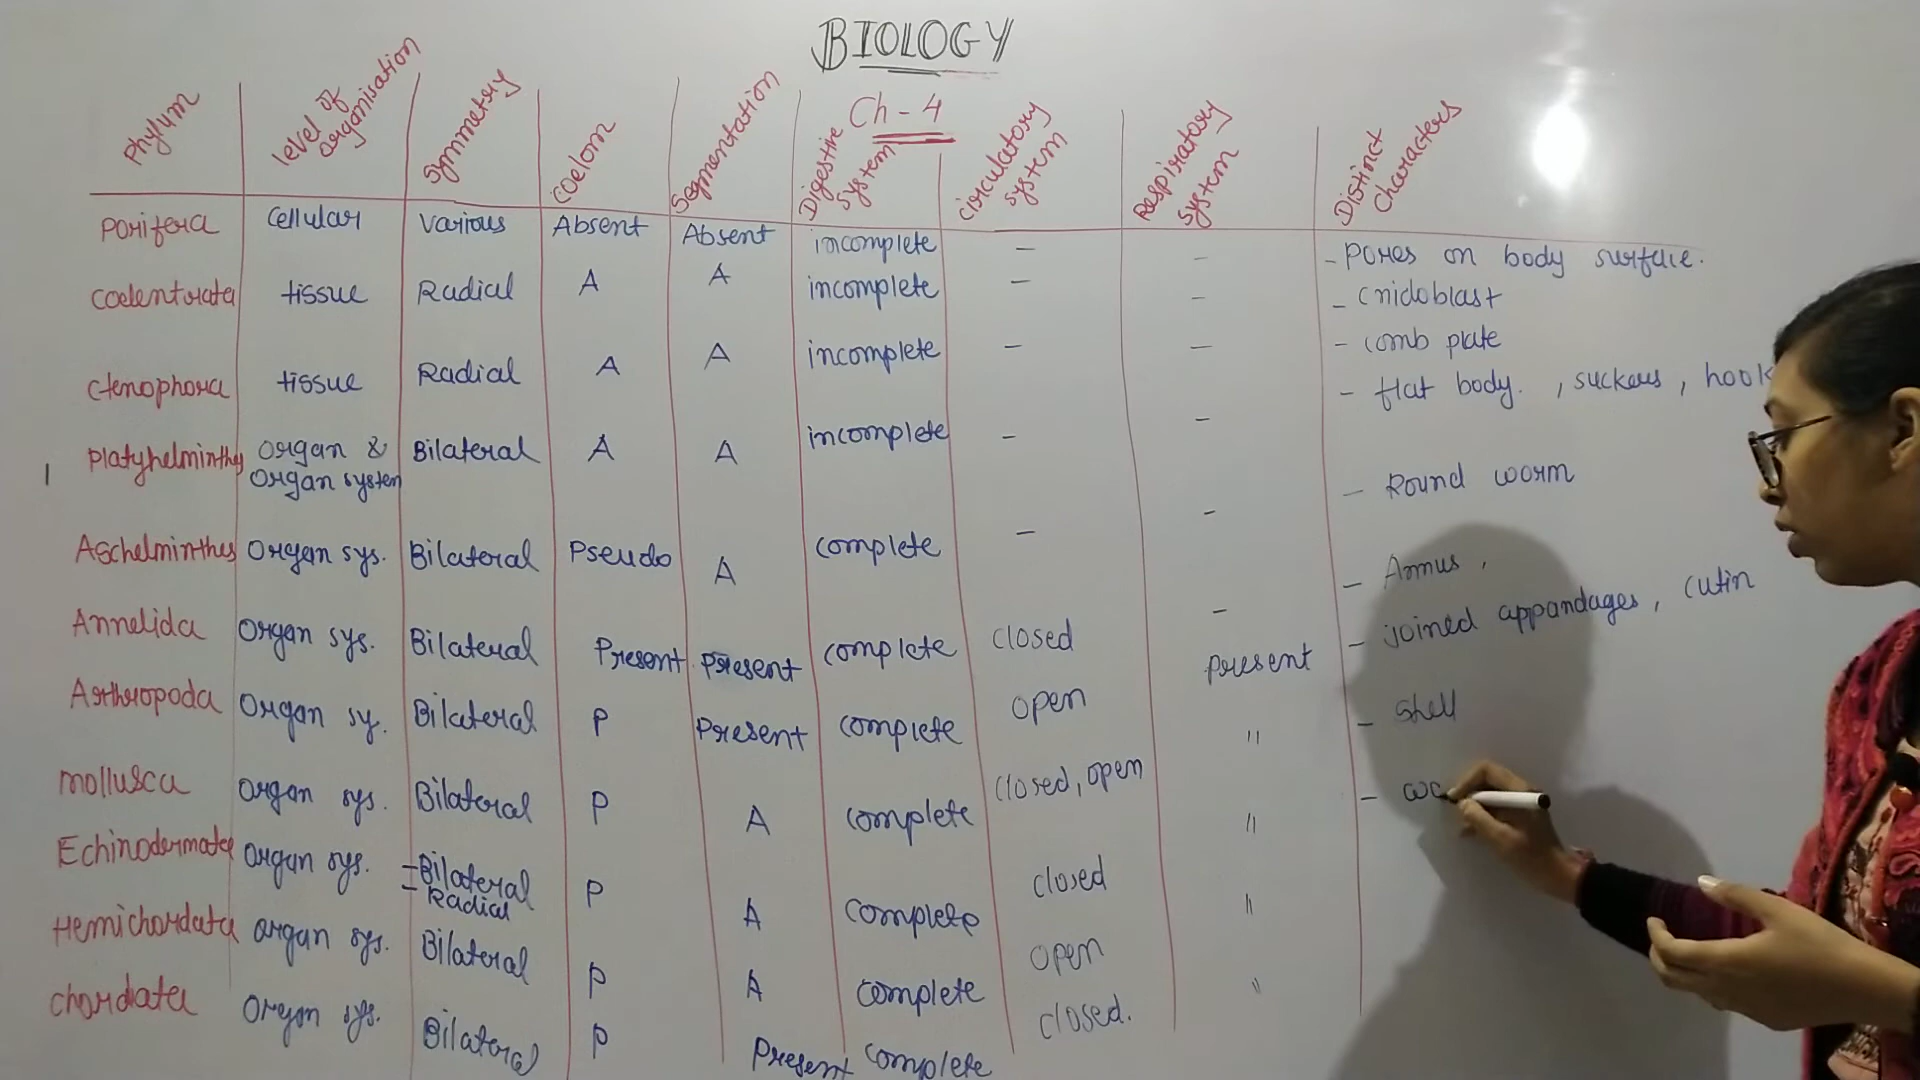 BIOLOGY
Ch - 4
Phylum
level of organisation
Symmetry
Coelom
Segmentation
Digestive System
Circulatory system
Respiratory System
Distinct Characters
Porifera cellular various Absent Absent incomplete - - - Pores on body surface.
Coelentrata tissue Radial A A incomplete - - - Cnidoblast
Ctenophora tissue Radial A A incomplete - - - comb plate
Platyhelminthes organ & organ system Bilateral A A incomplete - - - flat body. , suckers , hook
Aschelminthes Organ sys. Bilateral Pseudo A complete - - - Round worm
Annelida Organ sys. Bilateral Present Present complete closed - - Annus ,
Arthropoda Organ sy. Bilateral P Present complete open Present - joined appandages, cutin
Mollusca Organ sys. Bilateral P A complete closed, open " - Shell
Echinodermata Organ sys. - Bilateral - Radial P A complete closed " - wa
Hemichordata organ sys. Bilateral P A complete open "
Chordata Organ sys. Bilateral P Present complete closed. "